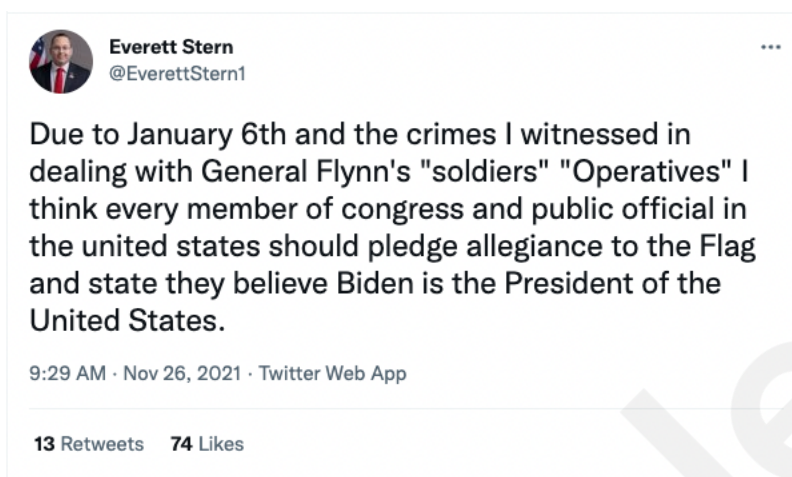 Everett Stern
@EverettStern1
Due to January 6th and the crimes I witnessed in
dealing with General Flynn's "soldiers" "Operatives" I
think every member of congress and public official in
the united states should pledge allegiance to the Flag
and state they believe Biden is the President of the
United States.
9:29 AM · Nov 26, 2021 · Twitter Web App
13 Retweets 74 Likes